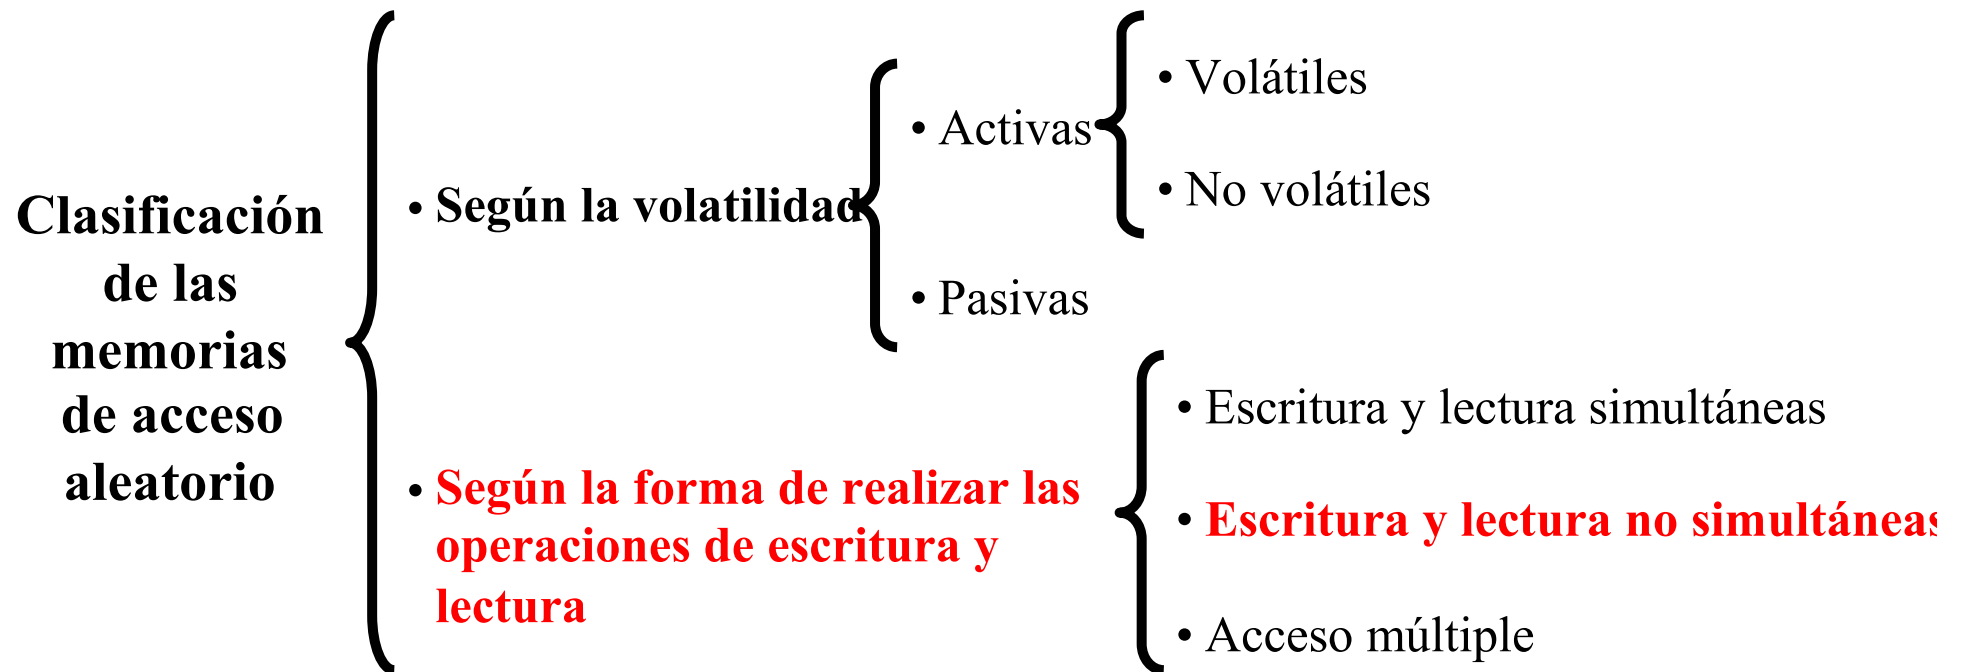 Clasificación
de las
memorias
de acceso
aleatorio
• Según la volatilidad
• Activas
• Volátiles
• No volátiles
• Pasivas
• Según la forma de realizar las
operaciones de escritura y
lectura
• Escritura y lectura simultáneas
• Escritura y lectura no simultáneas
• Acceso múltiple